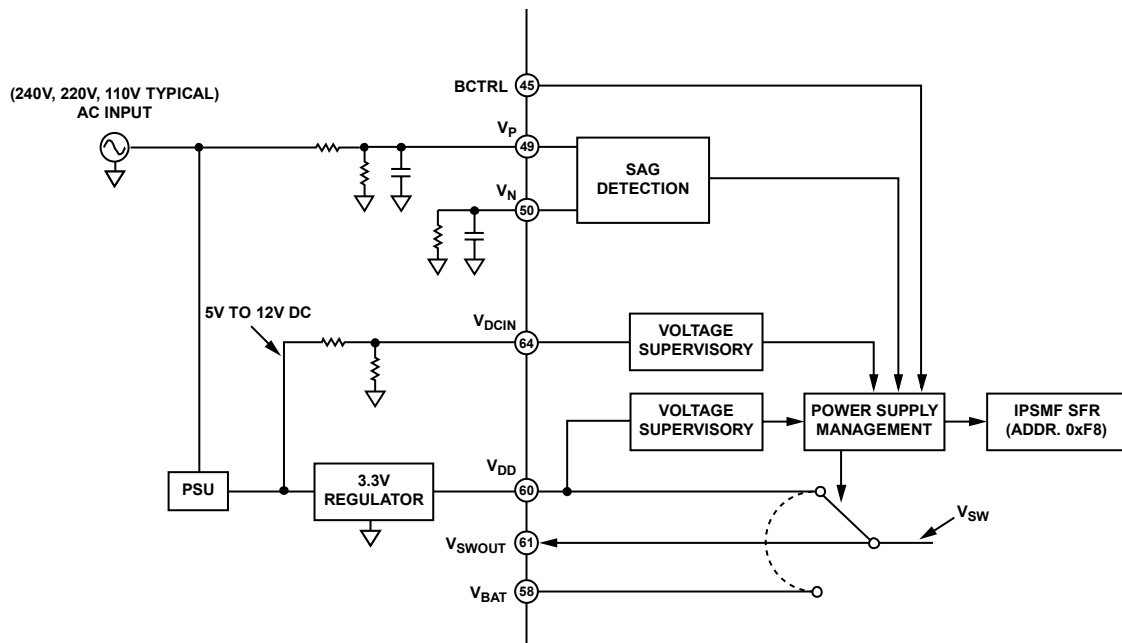 BCTRL
45
(240V, 220V, 110V TYPICAL)
AC INPUT
VP
49
SAG
DETECTION
VN
50
5V TO 12V DC
VDCIN
64
VOLTAGE
SUPERVISORY
VOLTAGE
SUPERVISORY
POWER SUPPLY
MANAGEMENT
IPSMF SFR
(ADDR. 0xF8)
PSU
3.3V
REGULATOR
VDD
60
VSW
VSWOUT
61
VBAT
58